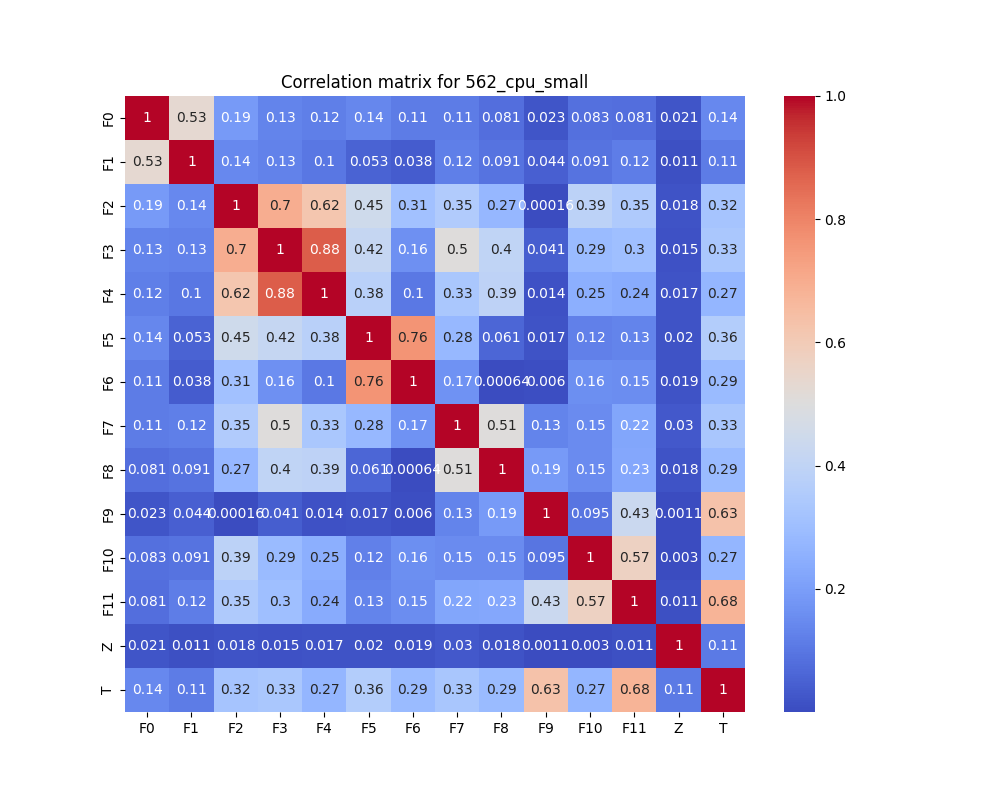 Correlation matrix for 562_cpu_small
F0 1 0.53 0.19 0.13 0.12 0.14 0.11 0.11 0.081 0.023 0.083 0.081 0.021 0.14
F1 0.53 1 0.14 0.13 0.1 0.053 0.038 0.12 0.091 0.044 0.091 0.12 0.011 0.11
F2 0.19 0.14 1 0.7 0.62 0.45 0.31 0.35 0.27 0.00016 0.39 0.35 0.018 0.32
F3 0.13 0.13 0.7 1 0.88 0.42 0.16 0.5 0.4 0.041 0.29 0.3 0.015 0.33
F4 0.12 0.1 0.62 0.88 1 0.38 0.1 0.33 0.39 0.014 0.25 0.24 0.017 0.27
F5 0.14 0.053 0.45 0.42 0.38 1 0.76 0.28 0.061 0.017 0.12 0.13 0.02 0.36
F6 0.11 0.038 0.31 0.16 0.1 0.76 1 0.17 0.00064 0.006 0.16 0.15 0.019 0.29
F7 0.11 0.12 0.35 0.5 0.33 0.28 0.17 1 0.51 0.13 0.15 0.22 0.03 0.33
F8 0.081 0.091 0.27 0.4 0.39 0.061 0.00064 0.51 1 0.19 0.15 0.23 0.018 0.29
F9 0.023 0.044 0.00016 0.041 0.014 0.017 0.006 0.13 0.19 1 0.095 0.43 0.0011 0.63
F10 0.083 0.091 0.39 0.29 0.25 0.12 0.16 0.15 0.15 0.095 1 0.57 0.003 0.27
F11 0.081 0.12 0.35 0.3 0.24 0.13 0.15 0.22 0.23 0.43 0.57 1 0.011 0.68
Z 0.021 0.011 0.018 0.015 0.017 0.02 0.019 0.03 0.018 0.0011 0.003 0.011 1 0.11
T 0.14 0.11 0.32 0.33 0.27 0.36 0.29 0.33 0.29 0.63 0.27 0.68 0.11 1
F0 F1 F2 F3 F4 F5 F6 F7 F8 F9 F10 F11 Z T
1.0
0.8
0.6
0.4
0.2